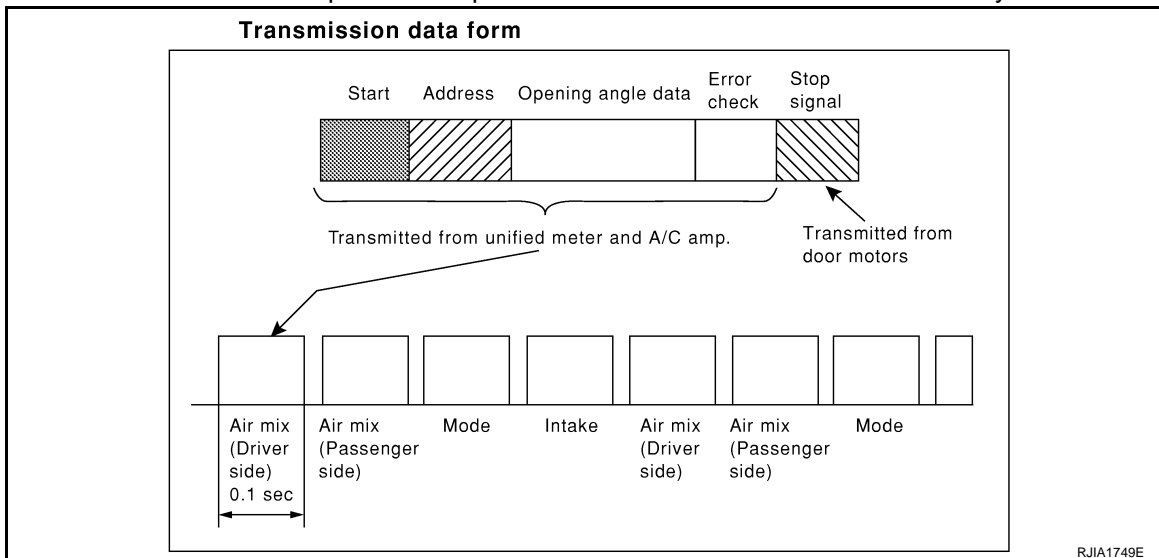 Transmission data form
Start
Address
Opening angle data
Error
check
Stop
signal
Transmitted from unified meter and A/C amp.
Transmitted from
door motors
Air mix
(Driver
side)
0.1 sec
Air mix
(Passenger
side)
Mode
Intake
Air mix
(Driver
side)
Air mix
(Passenger
side)
Mode
RJIA1749E